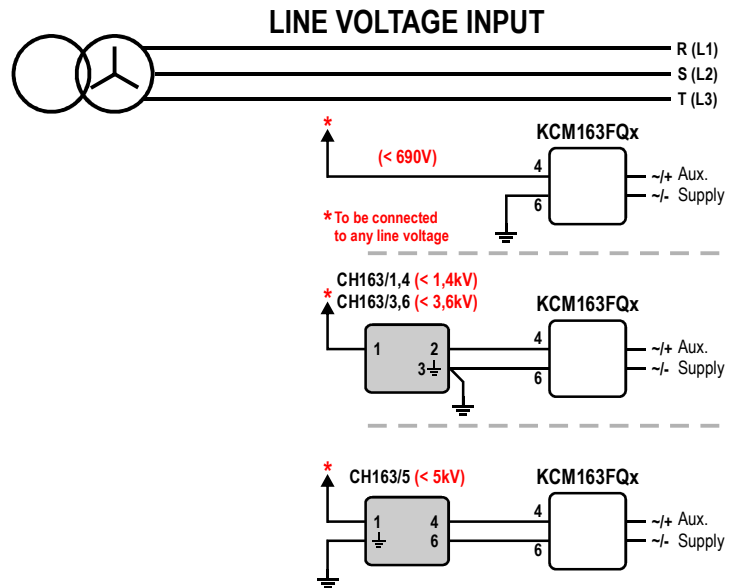 LINE VOLTAGE INPUT
R (L1)
S (L2)
T (L3)
*
KCM163FQx
(< 690V)
4
~/+ Aux.
6
~/- Supply
* To be connected
to any line voltage
CH163/1,4 (< 1,4kV)
* CH163/3,6 (< 3,6kV)
KCM163FQx
1
2
4
~/+ Aux.
3
6
~/- Supply
*
CH163/5 (< 5kV)
KCM163FQx
1
4
4
~/+ Aux.
6
6
~/- Supply